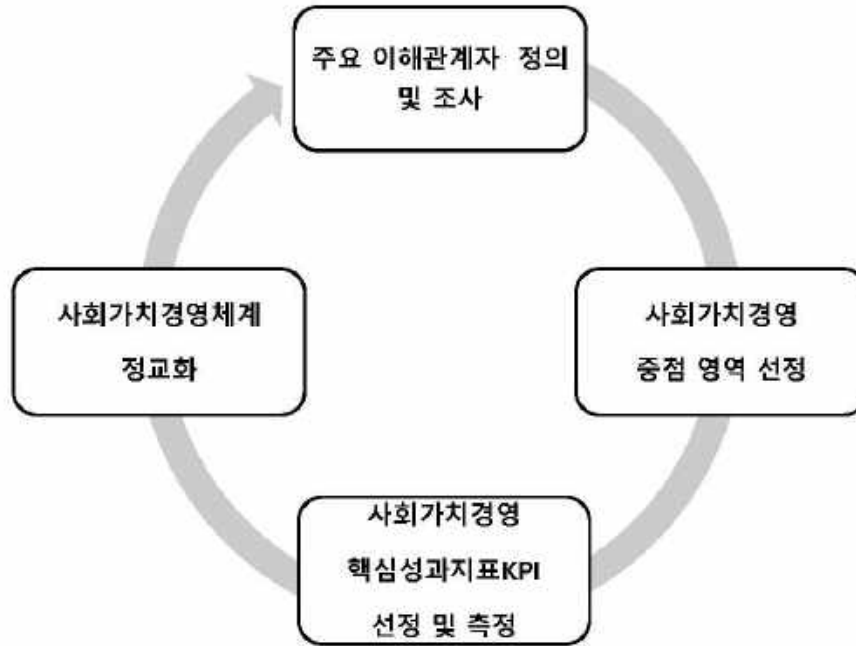 주요 이해관계자 정의
및 조사
사회가치경영체계
정교화
사회가치경영
중점 영역 선정
사회가치경영
핵심성과지표KPI
선정 및 측정